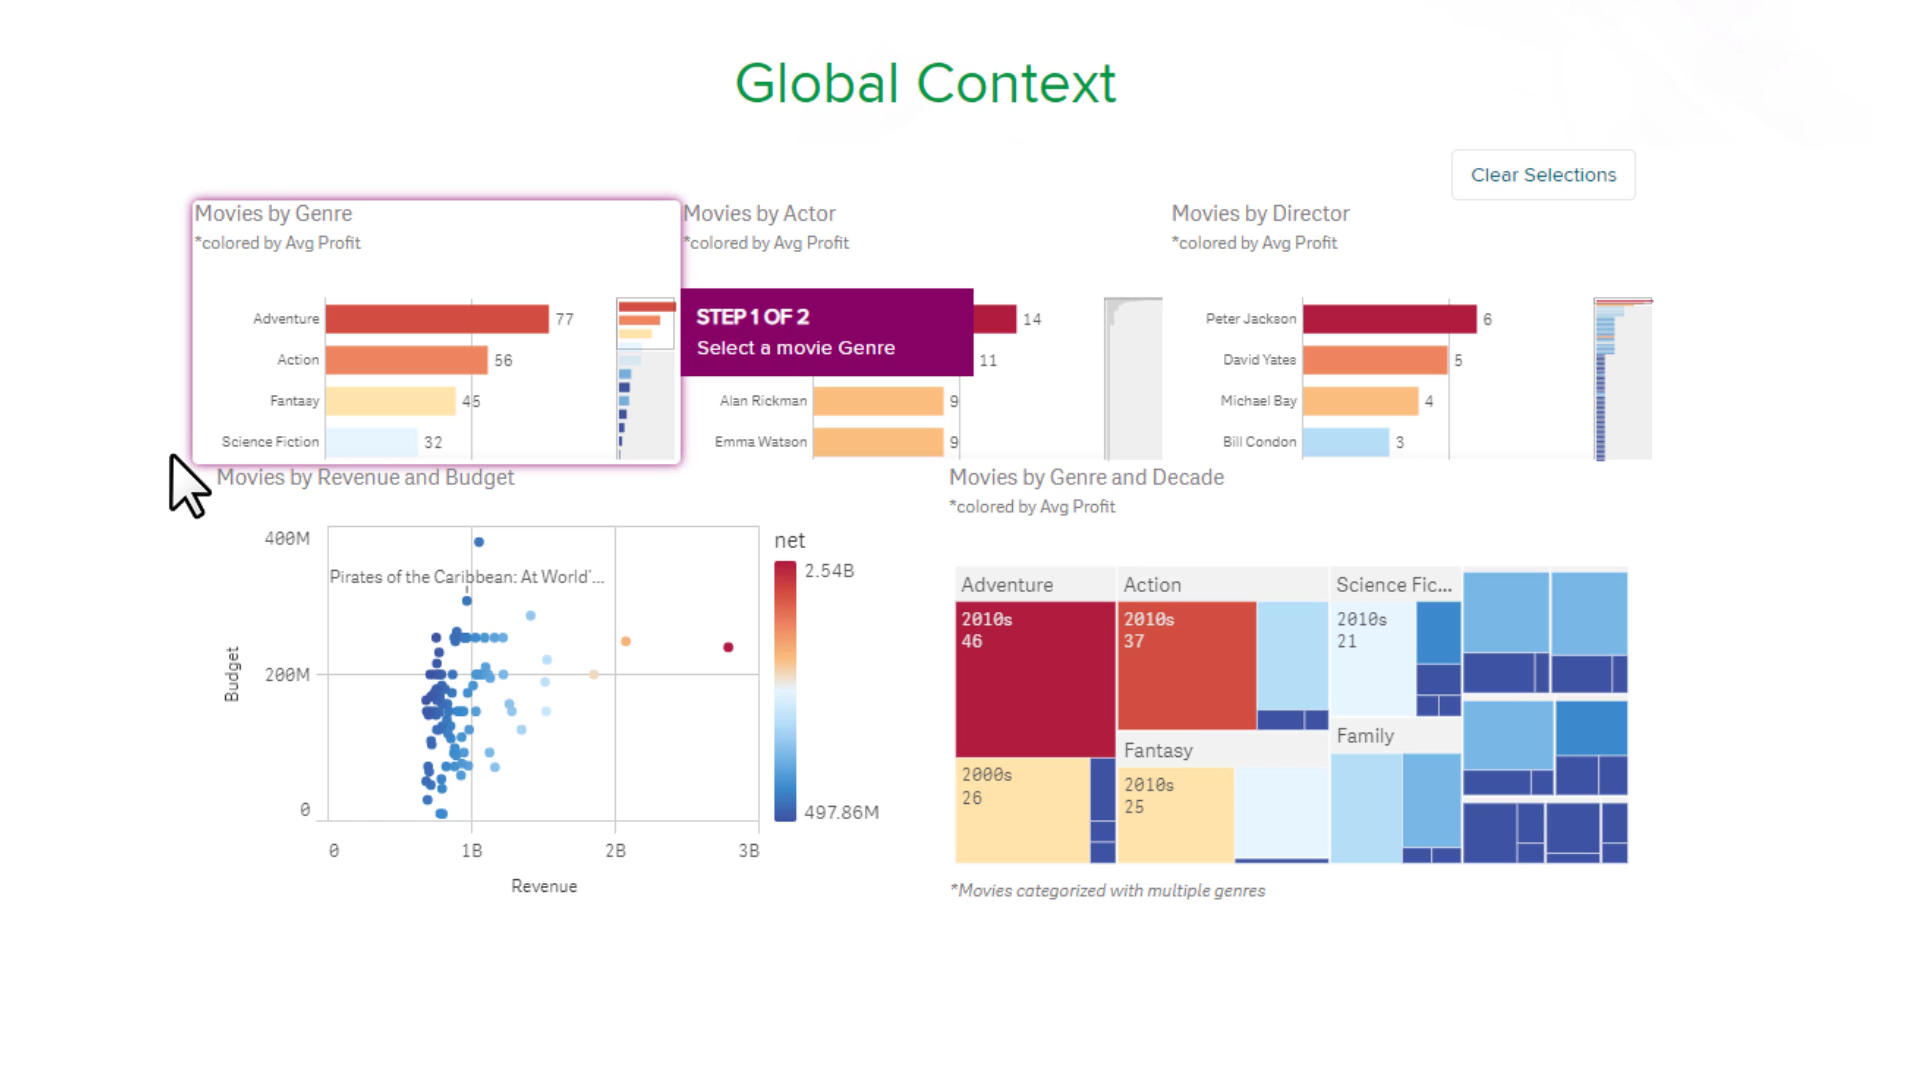 Global Context
Clear Selections
Movies by Genre
*colored by Avg Profit
Adventure 77
Action 56
Fantasy 45
Science Fiction 32
Movies by Actor
*colored by Avg Profit
STEP 1 OF 2
Select a movie Genre
14
11
Alan Rickman 9
Emma Watson 9
Movies by Director
*colored by Avg Profit
Peter Jackson 6
David Yates 5
Michael Bay 4
Bill Condon 3
Movies by Revenue and Budget
400M
Pirates of the Caribbean: At World'...
Budget
200M
0
0 1B 2B 3B
Revenue
net
2.54B
497.86M
Movies by Genre and Decade
*colored by Avg Profit
Adventure
2010s
46
2000s
26
Action
2010s
37
Fantasy
2010s
25
Science Fic...
2010s
21
Family
*Movies categorized with multiple genres